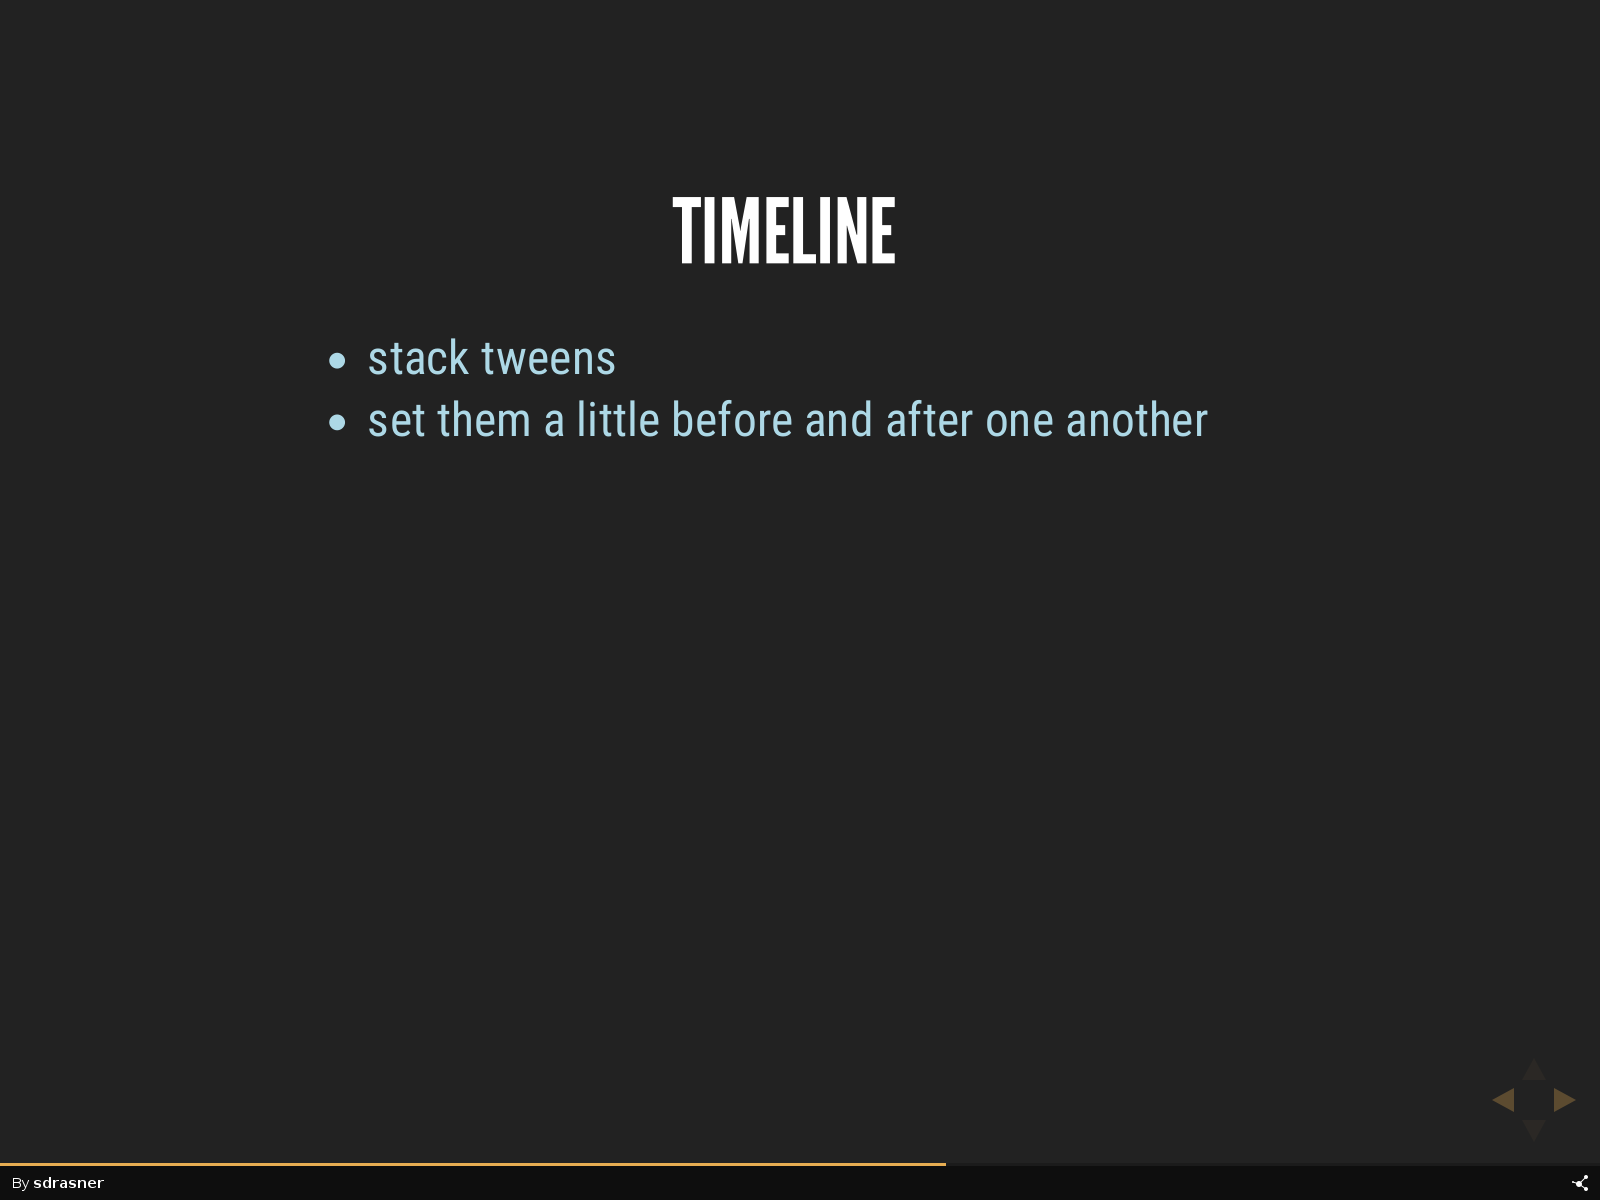 TIMELINE
stack tweens
set them a little before and after one another
By sdrasner